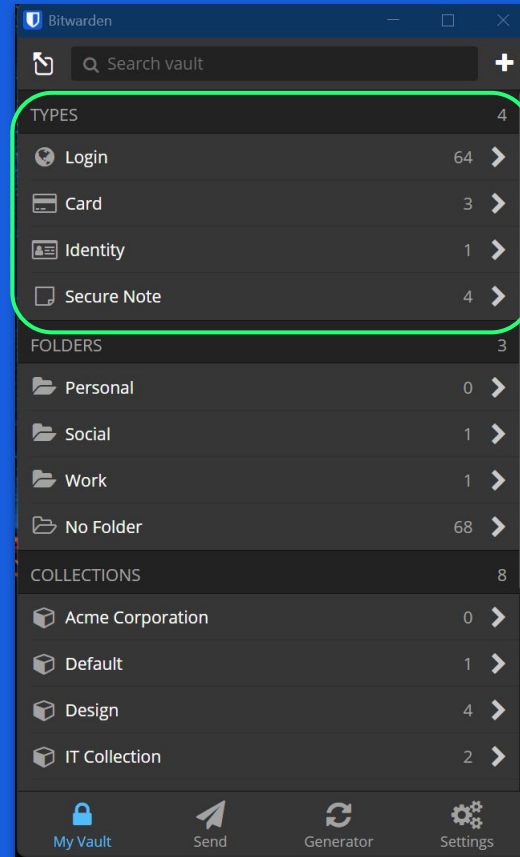 Bitwarden
Search vault
TYPES 4
Login 64
Card 3
Identity 1
Secure Note 4
FOLDERS 3
Personal 0
Social 1
Work 1
No Folder 68
COLLECTIONS 8
Acme Corporation 0
Default 1
Design 4
IT Collection 2
My Vault Send Generator Settings